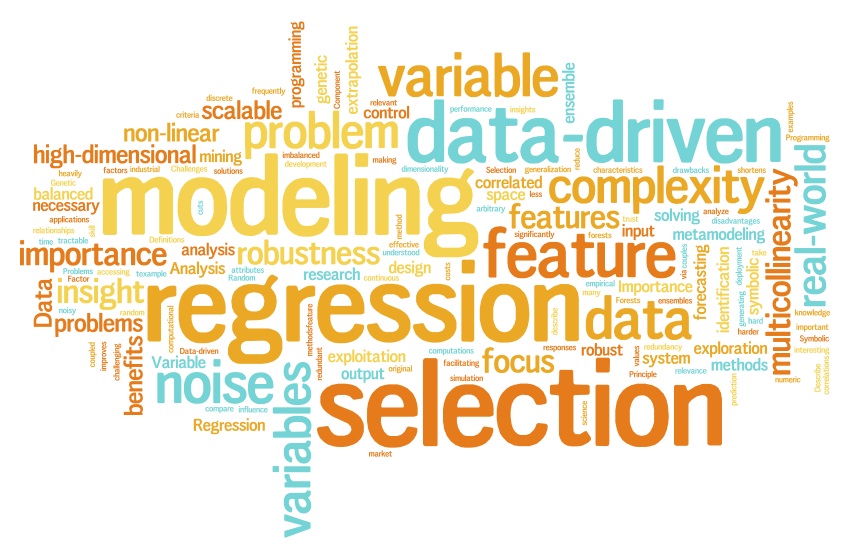 programming
genetic
Component
extrapolation
variable
ensemble
frequently
discrete
criteria
scalable
relevant
control
performance
insights
examples
Programming
non-linear
problem
data-driven
high-dimensional
mining
imbalanced
development
making
dimensionality
Selection
generalization
reduce
characteristics
drawbacks
shortens
real-world
heavily
factors
industrial
Challenges
solutions
Genetic
balanced
necessary
modeling
cuts
correlated
space
less
complexity
multicollinearity
applications
skill
arbitrary
features
trust
solving
analyze
disadvantages
relationships
time
tractable
Definitions
method
effective
understood
significantly
forests
input
metamodeling
importance
analysis
robustness
feature
via
couples
forecasting
identification
deployment
take
Problems
accessing
texample
Analysis
attributes
Random
research
continuous
design
costs
empirical
Importance
generating
symbolic
Data
Factor
insight
many
Forests
ensembles
noisy
random
problems
computational
regression
describe
data
hard
harder
knowledge
important
Symbolic
coupled
improves
challenging
benefits
Data-driven
Variable
methodsfeature
redundant
exploitation
computations
responses
robust
values
redundancy
exploration
interesting
output
original
facilitating
focus
system
relevance
methods
noise
variables
simulation
Principle
prediction
numeric
Describe
correlations
compare
influence
selection
science
Regression
market